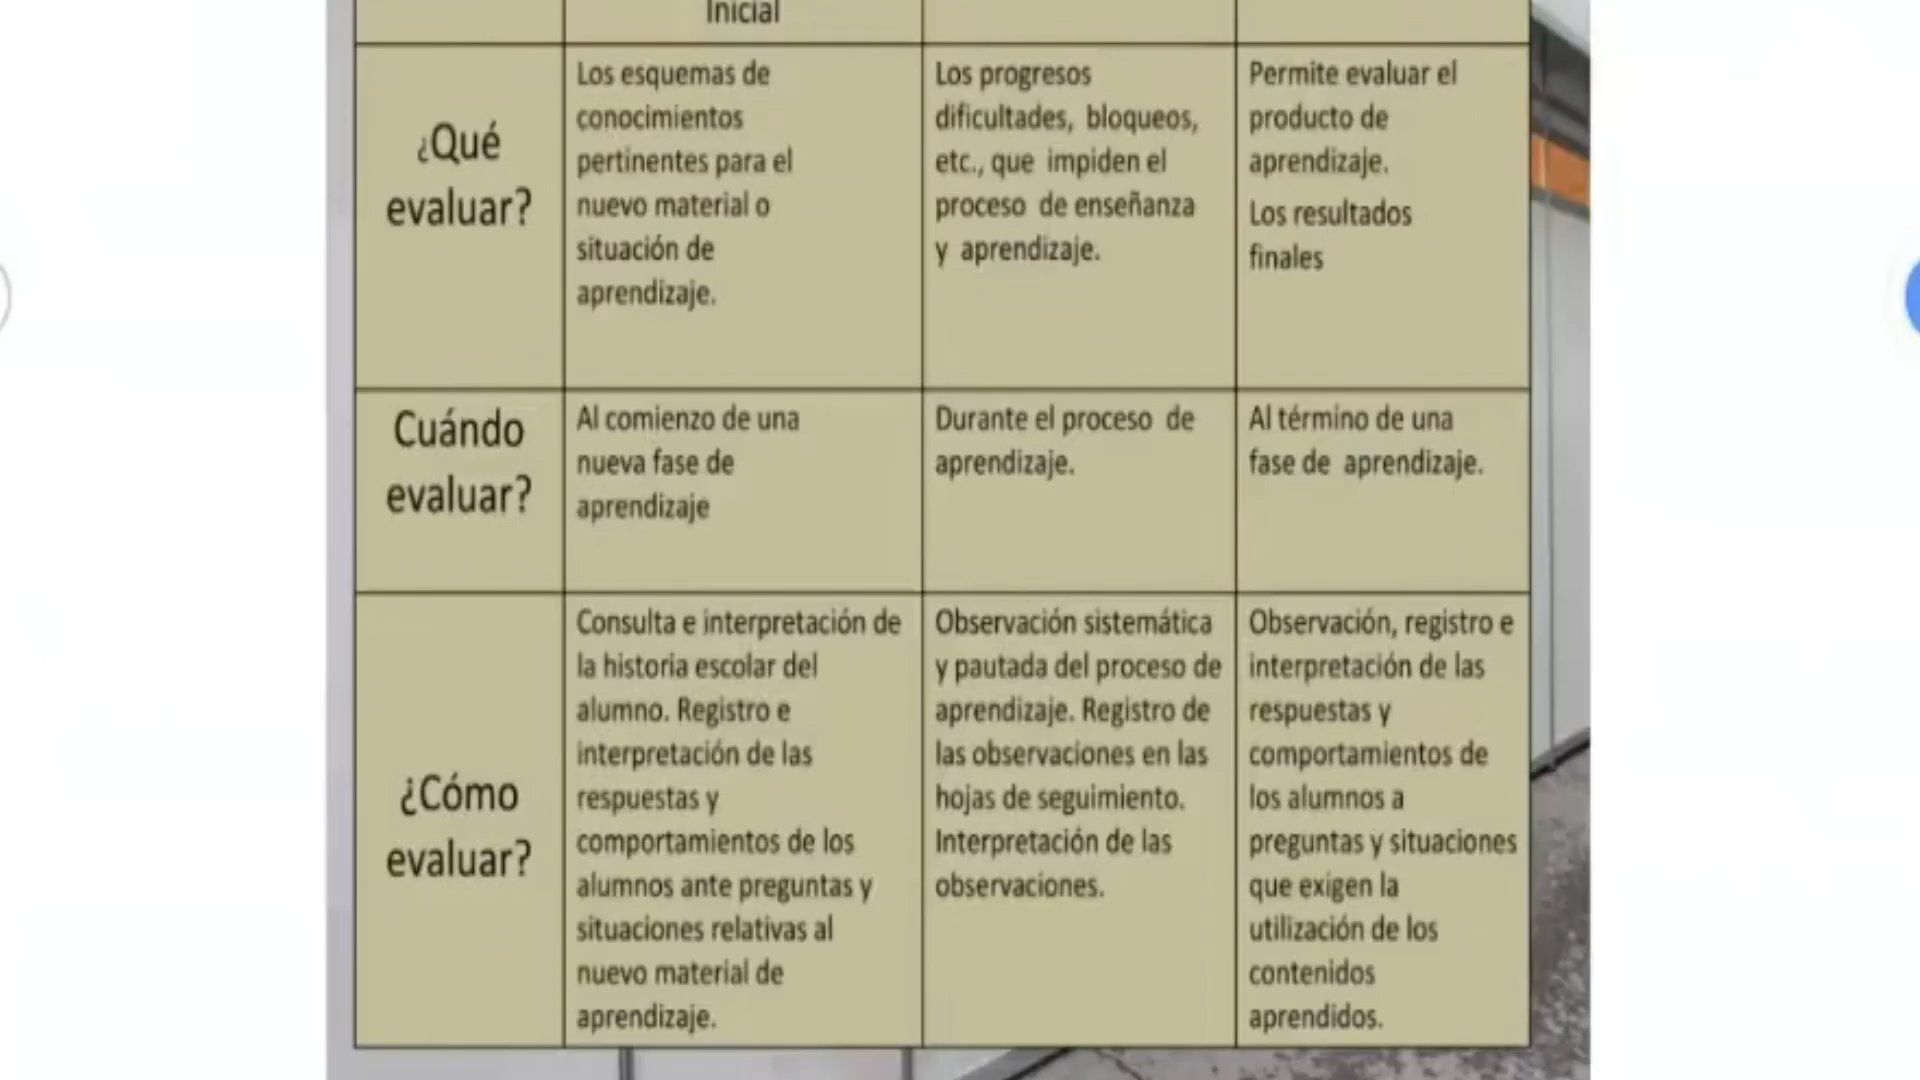 Inicial
¿Qué
evaluar?
Los esquemas de
conocimientos
pertinentes para el
nuevo material o
situación de
aprendizaje.
Los progresos
dificultades, bloqueos,
etc., que impiden el
proceso de enseñanza
y aprendizaje.
Permite evaluar el
producto de
aprendizaje.
Los resultados
finales
Cuándo
evaluar?
Al comienzo de una
nueva fase de
aprendizaje
Durante el proceso de
aprendizaje.
Al término de una
fase de aprendizaje.
¿Cómo
evaluar?
Consulta e interpretación de
la historia escolar del
alumno. Registro e
interpretación de las
respuestas y
comportamientos de los
alumnos ante preguntas y
situaciones relativas al
nuevo material de
aprendizaje.
Observación sistemática
y pautada del proceso de
aprendizaje. Registro de
las observaciones en las
hojas de seguimiento.
Interpretación de las
observaciones.
Observación, registro e
interpretación de las
respuestas y
comportamientos de
los alumnos a
preguntas y situaciones
que exigen la
utilización de los
contenidos
aprendidos.